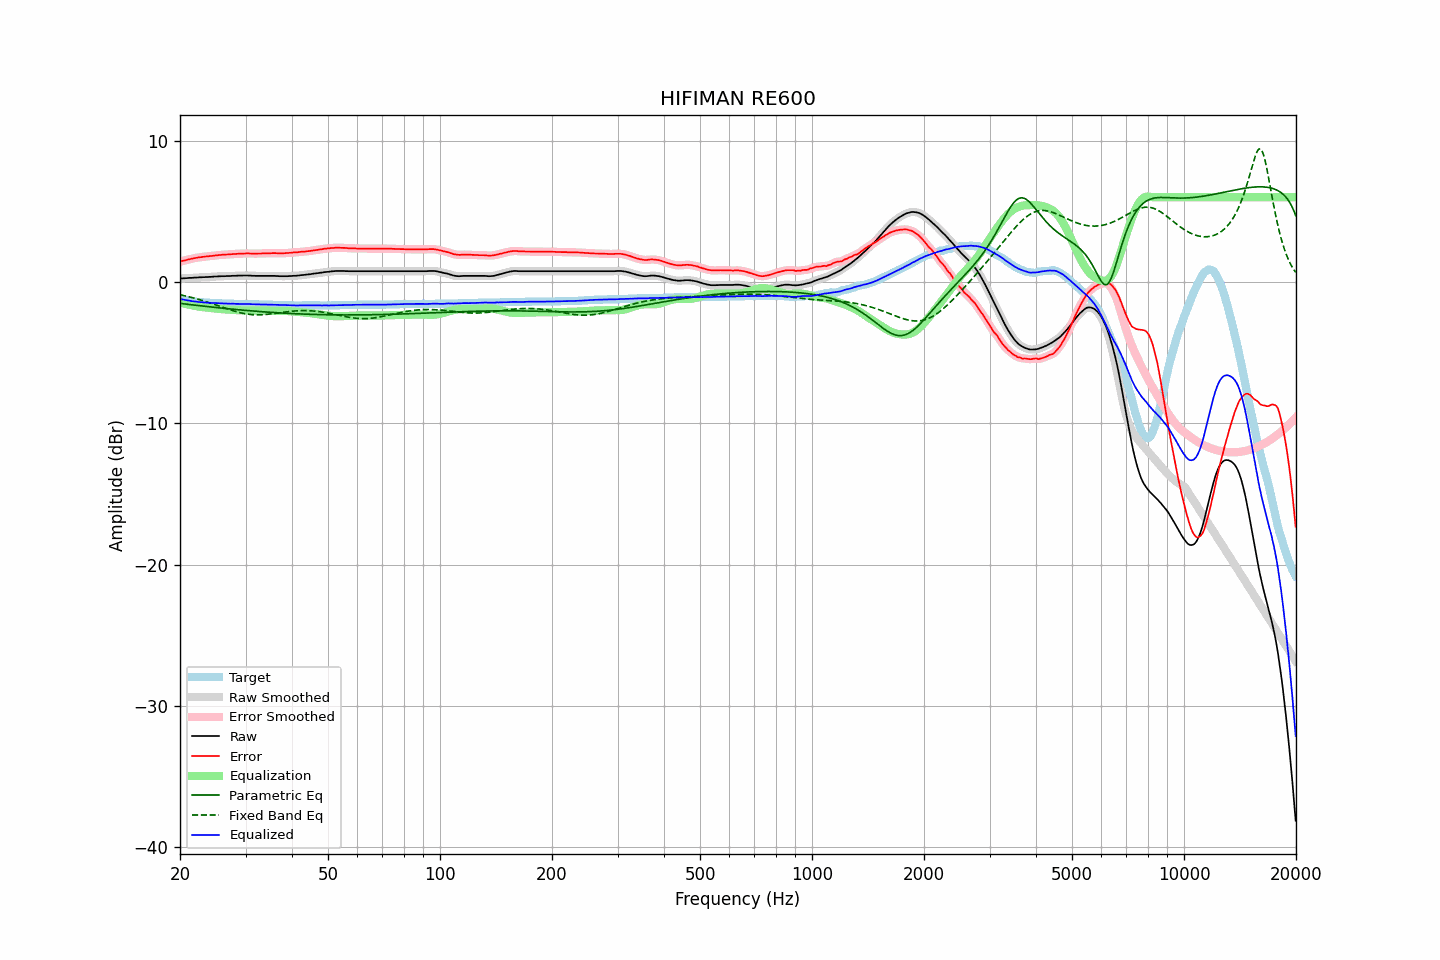 HIFIMAN RE600
Amplitude (dBr)
10
0
−10
−20
−30
−40
Target
Raw Smoothed
Error Smoothed
Raw
Error
Equalization
Parametric Eq
Fixed Band Eq
Equalized
20 50 100 200 500 1000 2000 5000 10000 20000
Frequency (Hz)